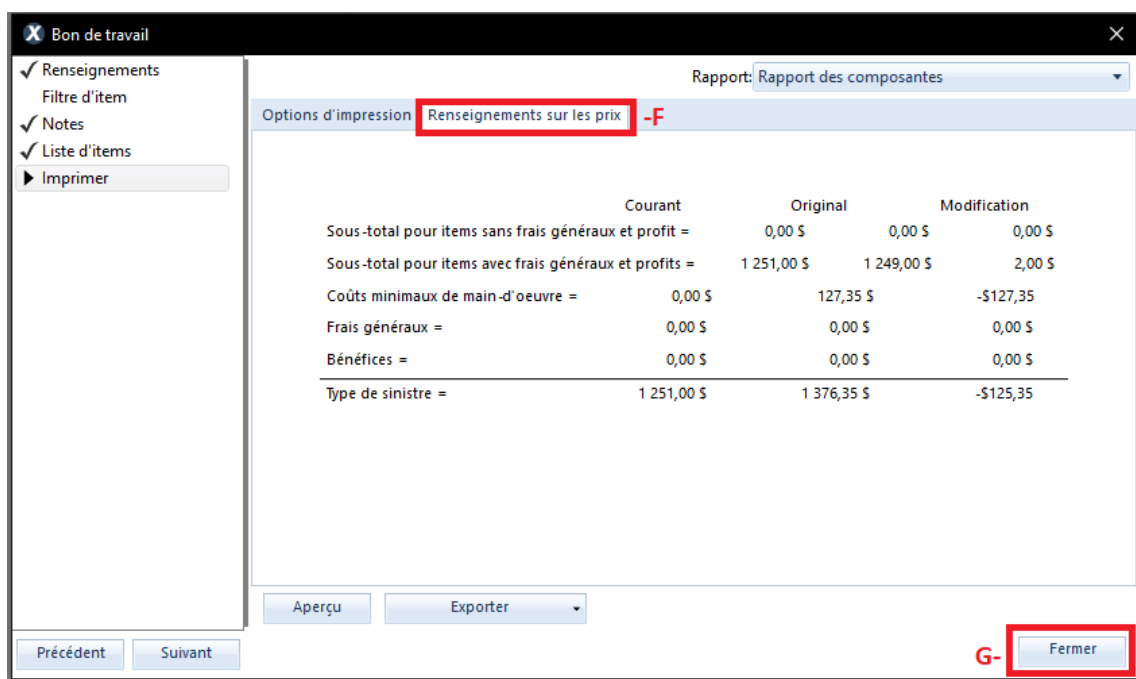 X Bon de travail
Renseignements
Rapport: Rapport des composantes
Filtre d'item
Options d'impression Renseignements sur les prix -F
Notes
Liste d'items
Imprimer
Courant Original Modification
Sous-total pour items sans frais généraux et profit = 0,00 $ 0,00 $ 0,00 $
Sous-total pour items avec frais généraux et profits = 1 251,00 $ 1 249,00 $ 2,00 $
Coûts minimaux de main-d'oeuvre = 0,00 $ 127,35 $ -$127,35
Frais généraux = 0,00 $ 0,00 $ 0,00 $
Bénéfices = 0,00 $ 0,00 $ 0,00 $
Type de sinistre = 1 251,00 $ 1 376,35 $ -$125,35
Aperçu Exporter
Précédent Suivant G- Fermer